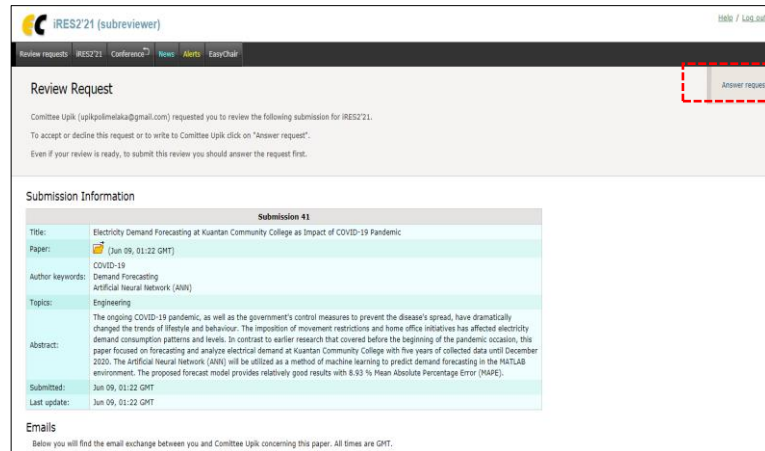 iRES2'21 (subreviewer)
Help / Log out
Review requests iRES2'21 Conference News Alerts EasyChair
Review Request
Answer reques
Comittee Upik (upikpolimelaka@gmail.com) requested you to review the following submission for iRES2'21.
To accept or decline this request or to write to Comittee Upik click on "Answer request".
Even if your review is ready, to submit this review you should answer the request first.
Submission Information
Submission 41
Title: Electricity Demand Forecasting at Kuantan Community College as Impact of COVID-19 Pandemic
Paper: (Jun 09, 01:22 GMT)
Author keywords: COVID-19
Demand Forecasting
Artificial Neural Network (ANN)
Topics: Engineering
Abstract: The ongoing COVID-19 pandemic, as well as the government's control measures to prevent the disease's spread, have dramatically
changed the trends of lifestyle and behaviour. The imposition of movement restrictions and home office initiatives has affected electricity
demand consumption patterns and levels. In contrast to earlier research that covered before the beginning of the pandemic occasion, this
paper focused on forecasting and analyze electrical demand at Kuantan Community College with five years of collected data until December
2020. The Artificial Neural Network (ANN) will be utilized as a method of machine learning to predict demand forecasting in the MATLAB
environment. The proposed forecast model provides relatively good results with 8.93 % Mean Absolute Percentage Error (MAPE).
Submitted: Jun 09, 01:22 GMT
Last update: Jun 09, 01:22 GMT
Emails
Below you will find the email exchange between you and Comittee Upik concerning this paper. All times are GMT.